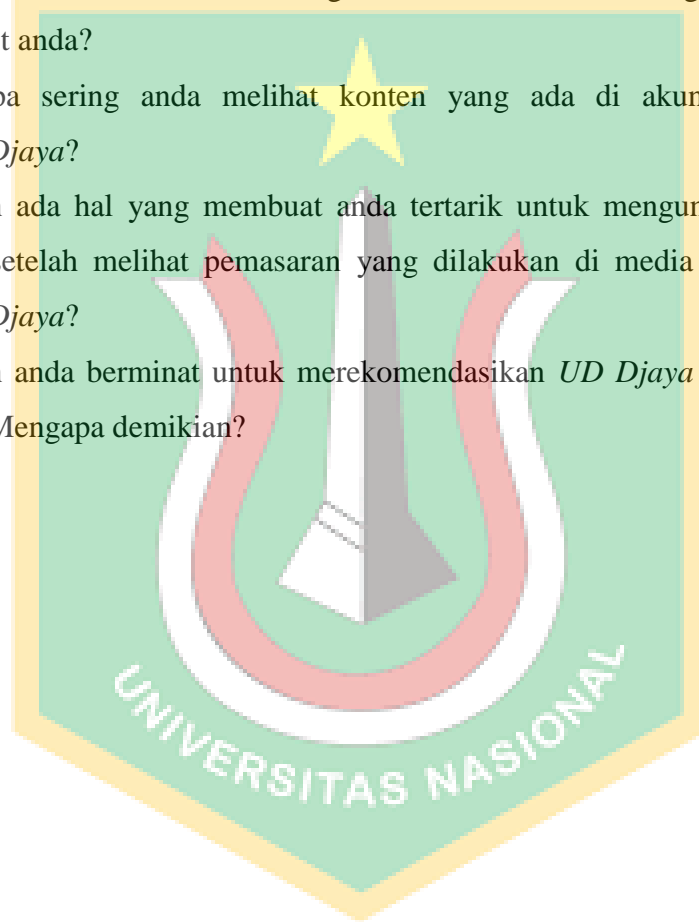 t anda?
pa sering anda melihat konten yang ada di akun
Djaya?
ada hal yang membuat anda tertarik untuk mengun
setelah melihat pemasaran yang dilakukan di media
Djaya?
anda berminat untuk merekomendasikan UD Djaya
Mengapa demikian?
UNIVERSITAS NASIONAL